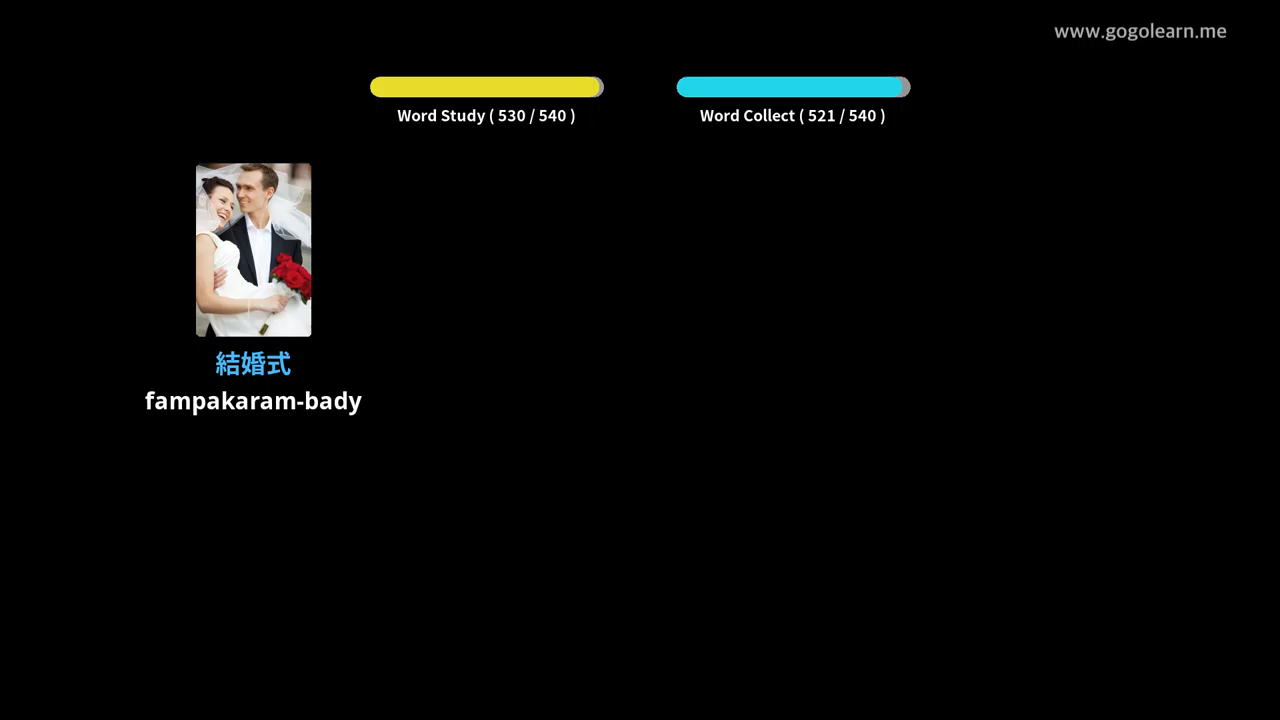 www.gogolearn.me
Word Study ( 530 / 540 )
Word Collect ( 521 / 540 )
結婚式
fampakaram-bady